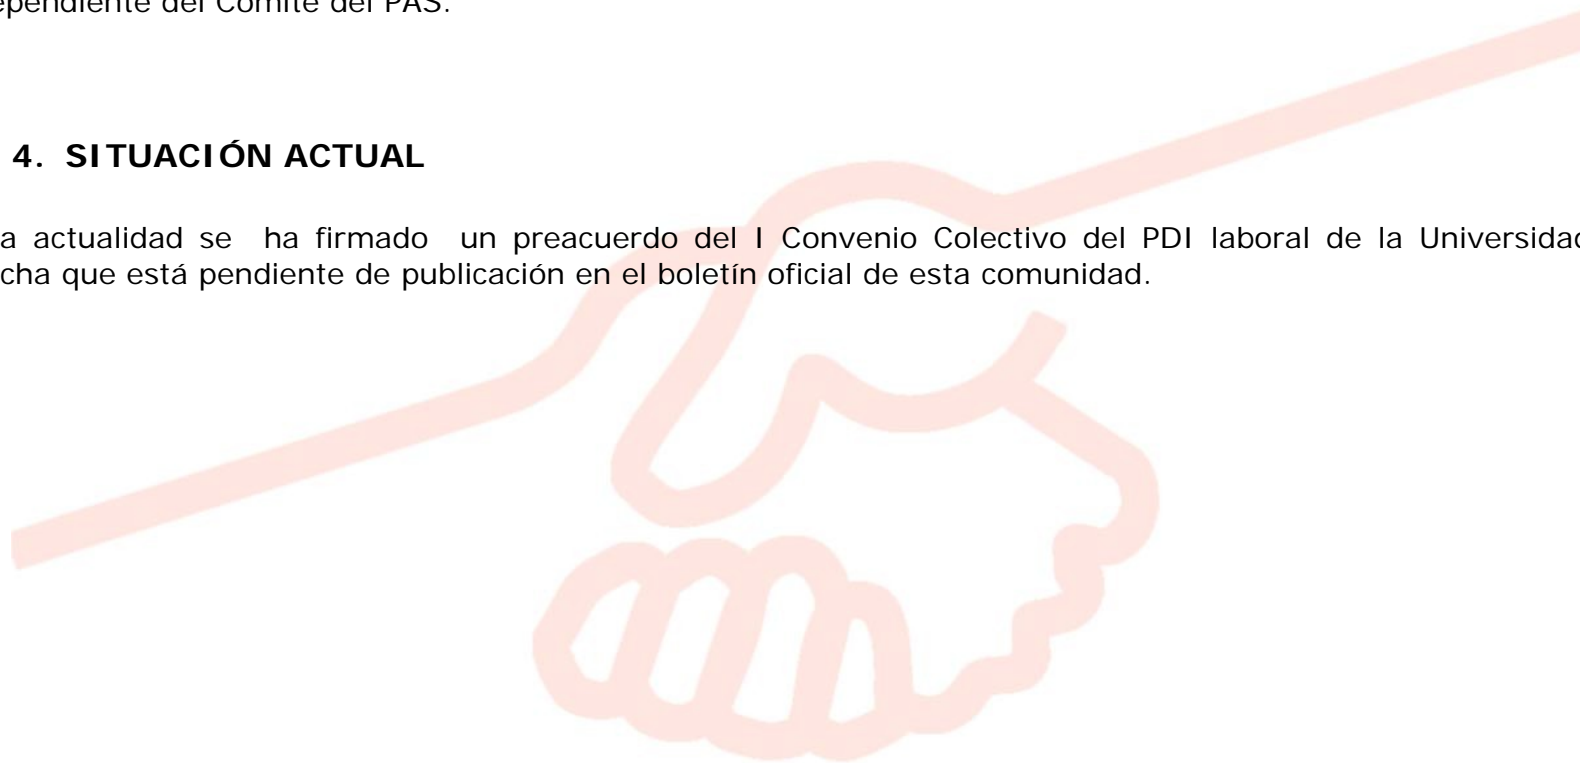 ependiente del Comité del PAS.
4. SITUACIÓN ACTUAL
a actualidad se ha firmado un preacuerdo del I Convenio Colectivo del PDI laboral de la Universidad
cha que está pendiente de publicación en el boletín oficial de esta comunidad.